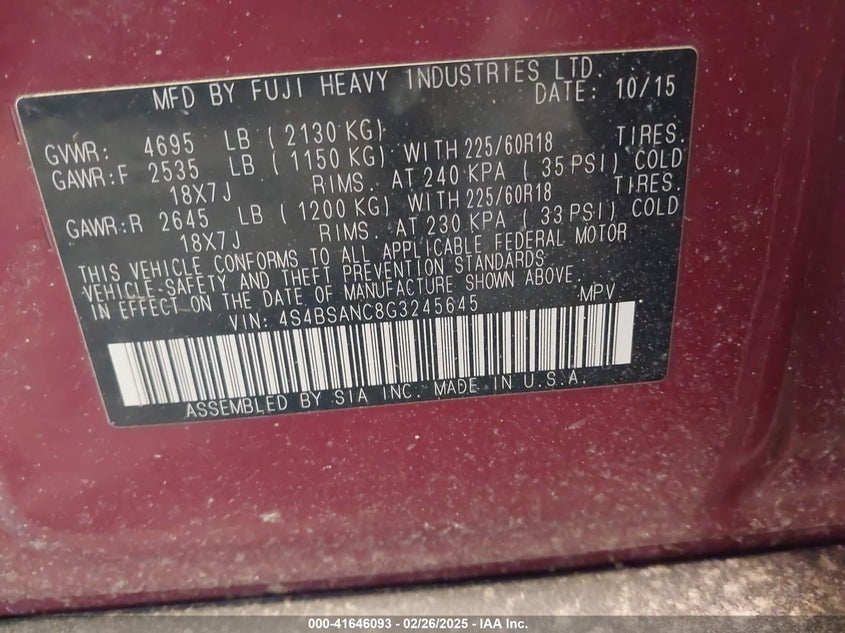 MFD BY FUJI HEAVY INDUSTRIES LTD.
DATE: 10/15
GVWR: 4695 LB ( 2130 KG)
GAWR:F 2535 LB ( 1150 KG) WITH 225/60R18 TIRES.
18X7J RIMS. AT 240 KPA ( 35 PSI) COLD
GAWR:R 2645 LB ( 1200 KG) WITH 225/60R18 TIRES.
18X7J RIMS. AT 230 KPA ( 33 PSI) COLD
THIS VEHICLE CONFORMS TO ALL APPLICABLE FEDERAL MOTOR
VEHICLE-SAFETY AND THEFT PREVENTION STANDARDS
IN EFFECT ON THE DATE OF MANUFACTURE SHOWN ABOVE.
VIN: 4S4BSANC8G3245645 MPV
ASSEMBLED BY SIA INC. MADE IN U.S.A.
000-41646093 - 02/26/2025 - IAA Inc.